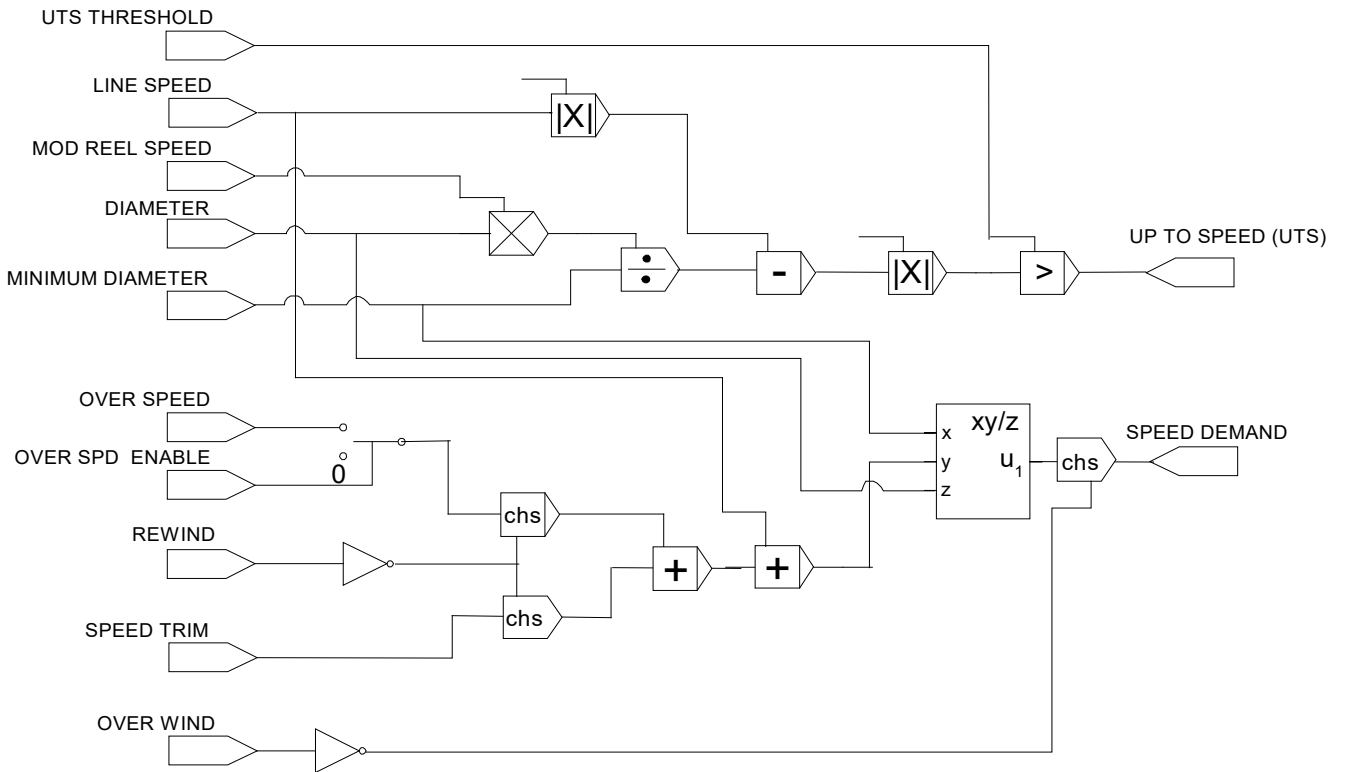 UTS THRESHOLD
LINE SPEED
|X|
MOD REEL SPEED
DIAMETER
UP TO SPEED (UTS)
÷
-
|X|
>
MINIMUM DIAMETER
OVER SPEED
xy/z
x
SPEED DEMAND
OVER SPD  ENABLE
0
y
u1
chs
z
chs
REWIND
+
+
chs
SPEED TRIM
OVER WIND